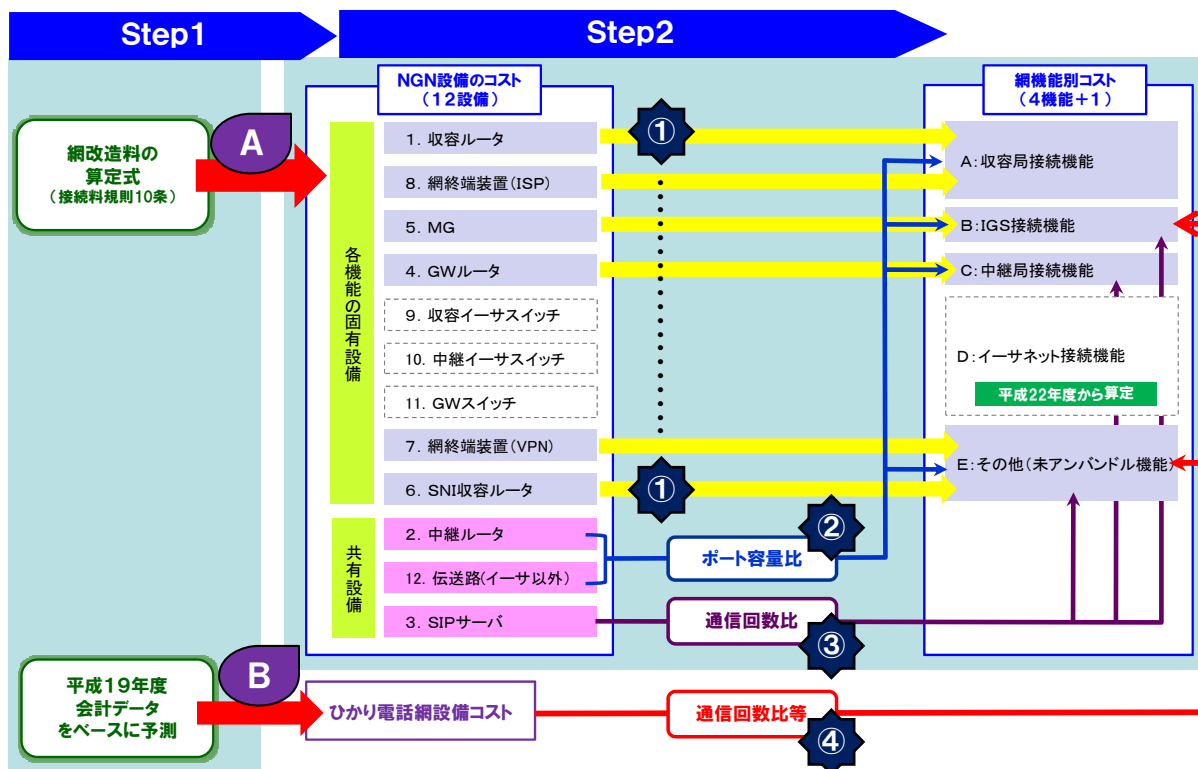 Step1
Step2
網改造料の
算定式
（接続料規則10条）
A
NGN設備のコスト
（１２設備）
各機能の固有設備
１．収容ルータ
８．網終端装置（ISP）
５．MG
４．GWルータ
９．収容イーサスイッチ
10．中継イーサスイッチ
11．GWスイッチ
７．網終端装置（VPN）
６．SNI収容ルータ
共有設備
２．中継ルータ
12．伝送路（イーサ以外）
３．SIPサーバ
①
①
ポート容量比
②
通信回数比
③
網機能別コスト
（４機能＋１）
A：収容局接続機能
B：IGS接続機能
C：中継局接続機能
D：イーサネット接続機能
平成22年度から算定
E：その他（未アンバンドル機能）
平成１９年度
会計データ
をベースに予測
B
ひかり電話網設備コスト
通信回数比等
④